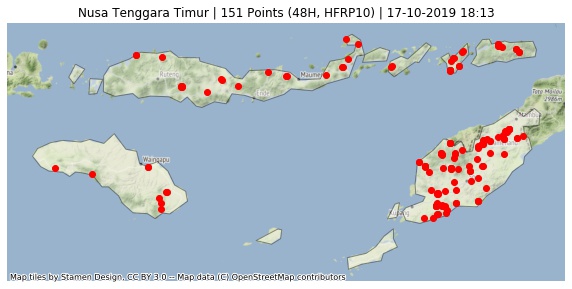 Nusa Tenggara Timur | 151 Points (48H, HFRP10) | 17-10-2019 18:13
Ruteng
Maumere
Ende
Waingapu
Kupang
Map tiles by Stamen Design, CC BY 3.0 -- Map data (C) OpenStreetMap contributors